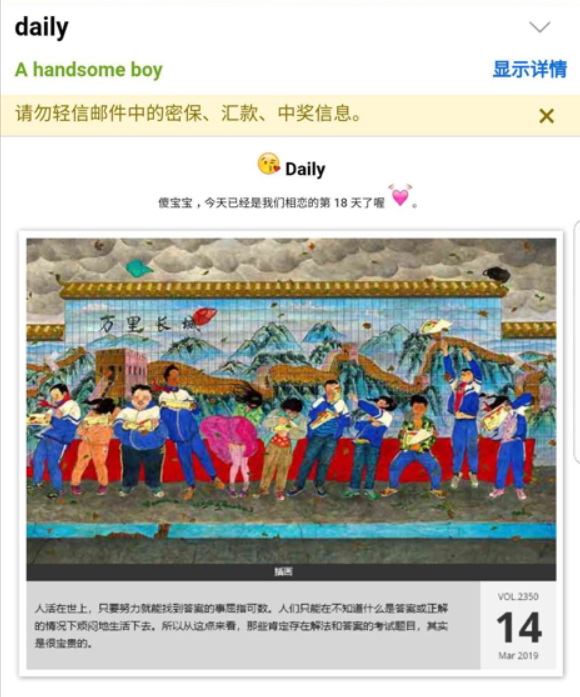 daily
A handsome boy
显示详情
请勿轻信邮件中的密保、汇款、中奖信息。
Daily
傻宝宝，今天已经是我们相恋的第 18 天了喔 。
万里长城
插画
人活在世上，只要努力就能找到答案的事屈指可数。人们只能在不知道什么是答案或正解
的情况下烦闷地生活下去。所以从这点来看，那些肯定存在解法和答案的考试题目，其实
是很宝贵的。
VOL.2350
14
Mar 2019